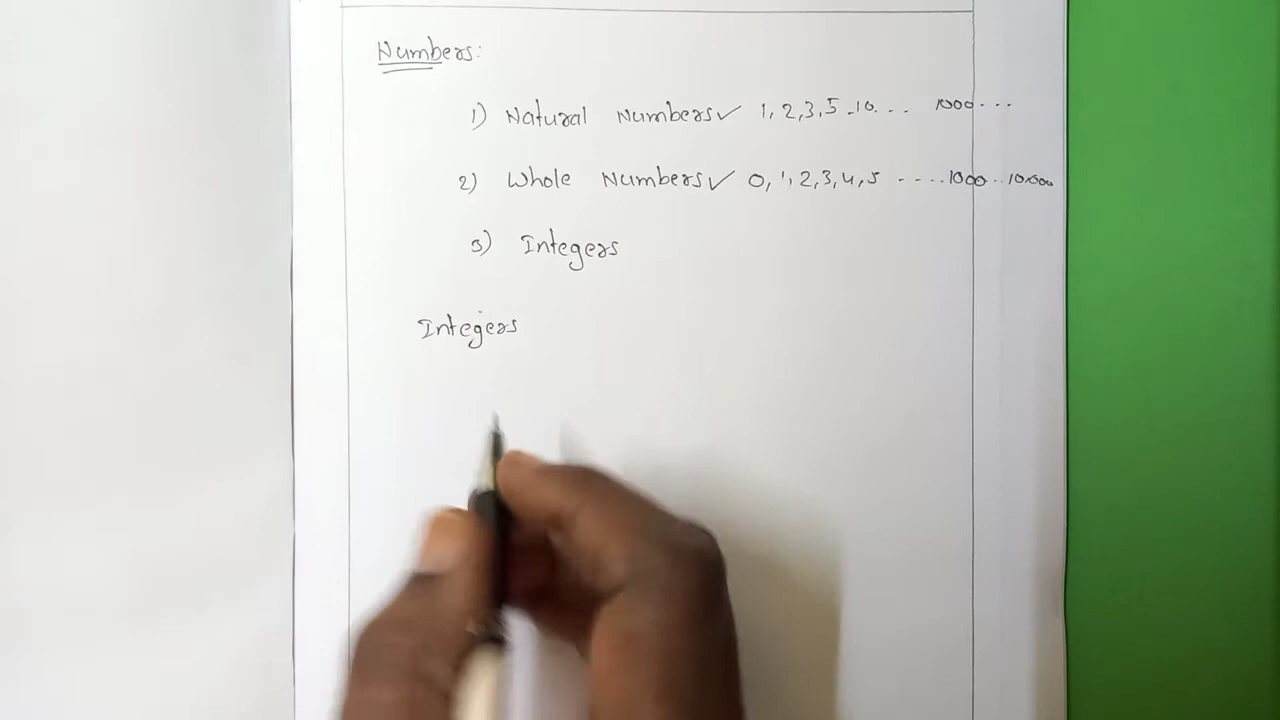 Numbers:
1) Natural Numbers✓ 1, 2, 3, 5 - 10... 1000...
2) Whole Numbers✓ 0, 1, 2, 3, 4, 5 - - ....1000...10,000
3) Integers
Integers